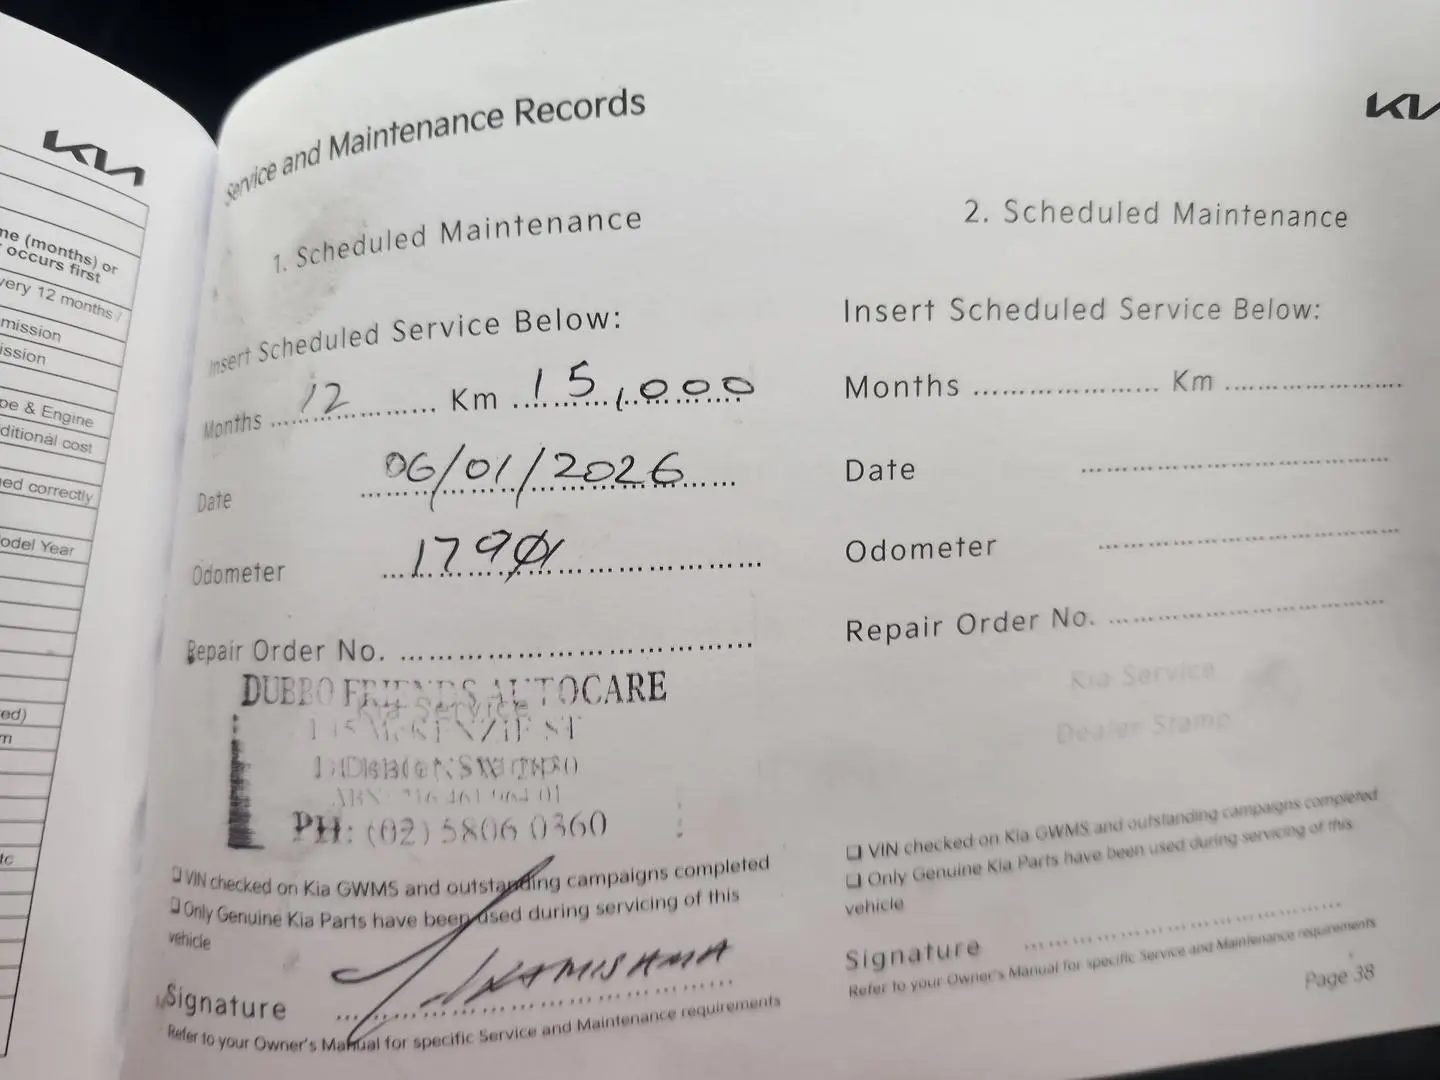 KIA
me (months) or
occurs first
very 12 months /
mission
ission
pe & Engine
ditional cost
ned correctly
odel Year
ed)
m
tc
KIA
Service and Maintenance Records
1. Scheduled Maintenance
Insert Scheduled Service Below:
Months 12 Km 15,000
Date 06/01/2026
Odometer
Repair Order No.
DUBBO FRIENDS AUTOCARE
Kia Service
McKENZIE ST
PH: (02) 5806 0360
❑ VIN checked on Kia GWMS and outstanding campaigns completed
❑ Only Genuine Kia Parts have been used during servicing of this
vehicle
Signature
Refer to your Owner's Manual for specific Service and Maintenance requirements
2. Scheduled Maintenance
Insert Scheduled Service Below:
Months ........................ Km ........................
Date
Odometer
Repair Order No.
Kia Service
Dealer Stamp
❑ VIN checked on Kia GWMS and outstanding campaigns completed
❑ Only Genuine Kia Parts have been used during servicing of this
vehicle
Signature
Refer to your Owner's Manual for specific Service and Maintenance requirements
Page 38